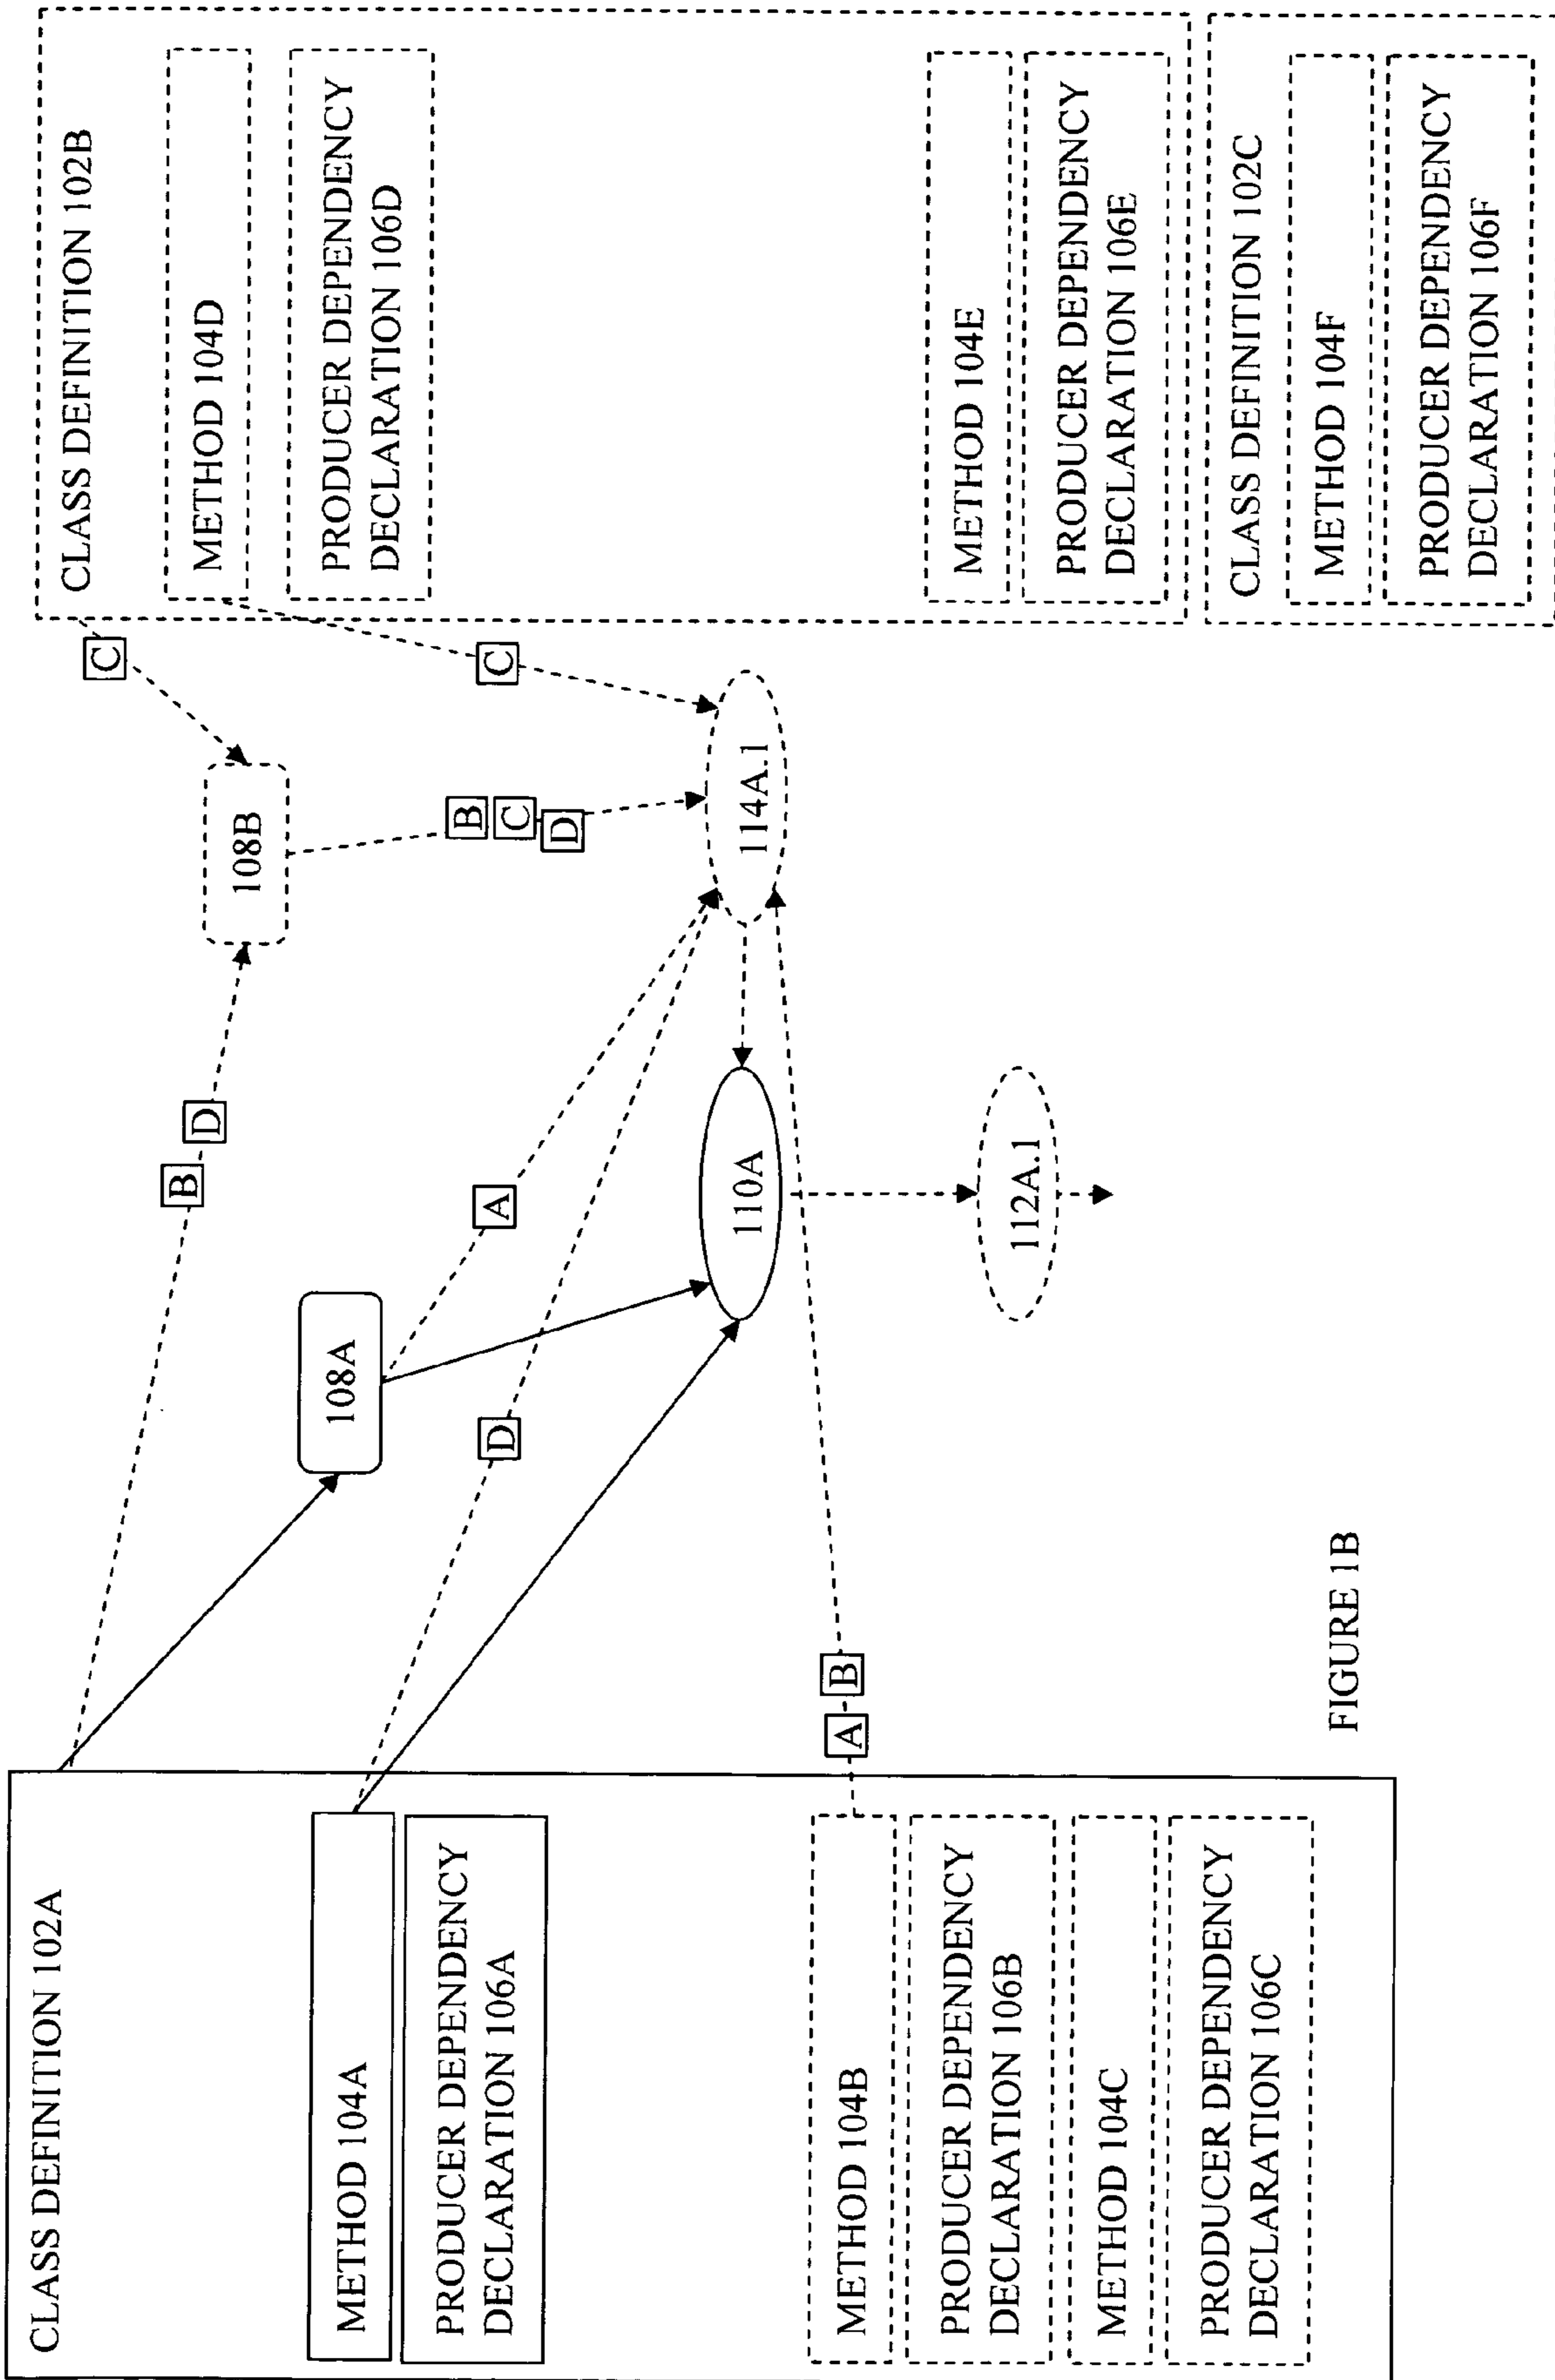 CLASS DEFINITION 102A
METHOD 104A
PRODUCER DEPENDENCY
DECLARATION 106A
METHOD 104B
PRODUCER DEPENDENCY
DECLARATION 106B
METHOD 104C
PRODUCER DEPENDENCY
DECLARATION 106C
B
D
108A
A
D
A
B
108B
C
B
C
D
C
114A.1
110A
112A.1
CLASS DEFINITION 102B
METHOD 104D
PRODUCER DEPENDENCY
DECLARATION 106D
METHOD 104E
PRODUCER DEPENDENCY
DECLARATION 106E
CLASS DEFINITION 102C
METHOD 104F
PRODUCER DEPENDENCY
DECLARATION 106F
FIGURE 1B